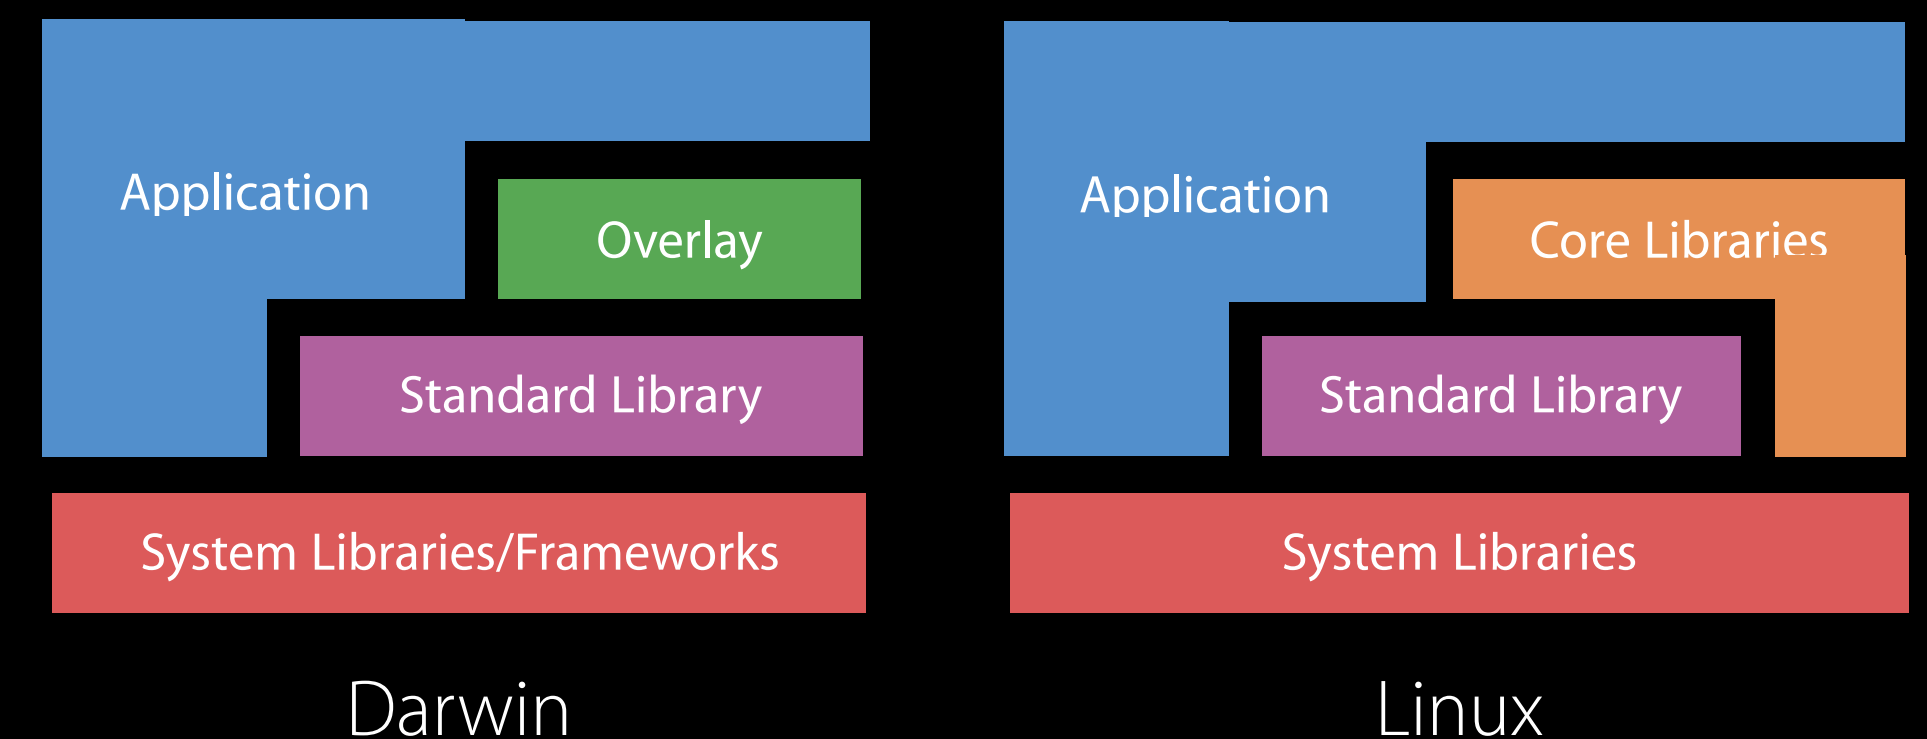 Application
Overlay
Standard Library
System Libraries/Frameworks
Darwin
Application
Core Libraries
Standard Library
System Libraries
Linux